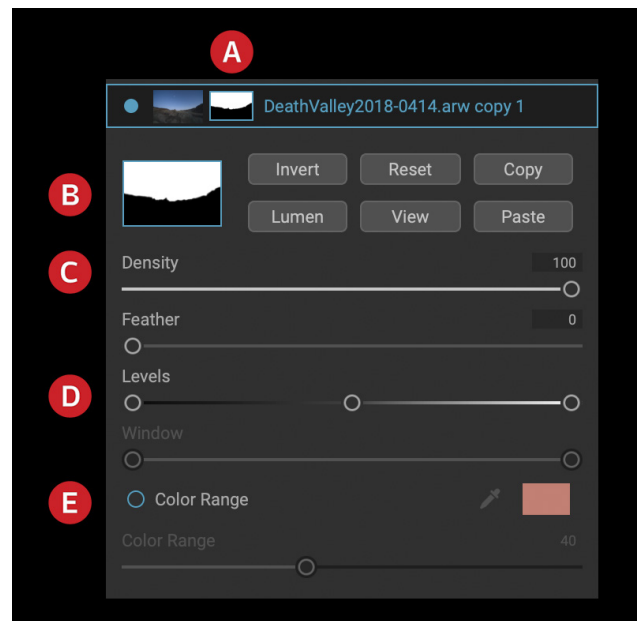 A
DeathValley2018-0414.arw copy 1
B
Invert Reset Copy
Lumen View Paste
C
Density 100
Feather 0
Levels
D
Window
E
Color Range
Color Range 40